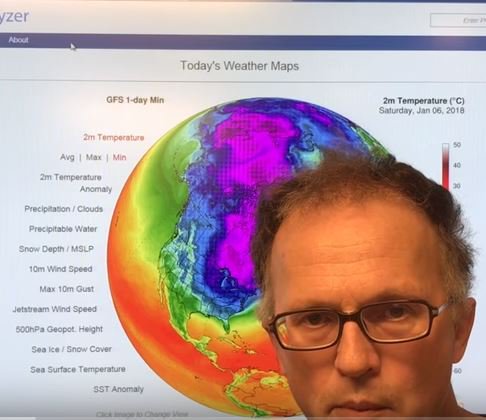 yzer
About
Today's Weather Maps
GFS 1-day Min
2m Temperature (°C)
Saturday, Jan 06, 2018
2m Temperature
Avg | Max | Min
2m Temperature
Anomaly
Precipitation / Clouds
Precipitable Water
Snow Depth / MSLP
10m Wind Speed
Max 10m Gust
Jetstream Wind Speed
500hPa Geopot. Height
Sea Ice / Snow Cover
Sea Surface Temperature
SST Anomaly
Click Image to Change View
50
40
30
-60